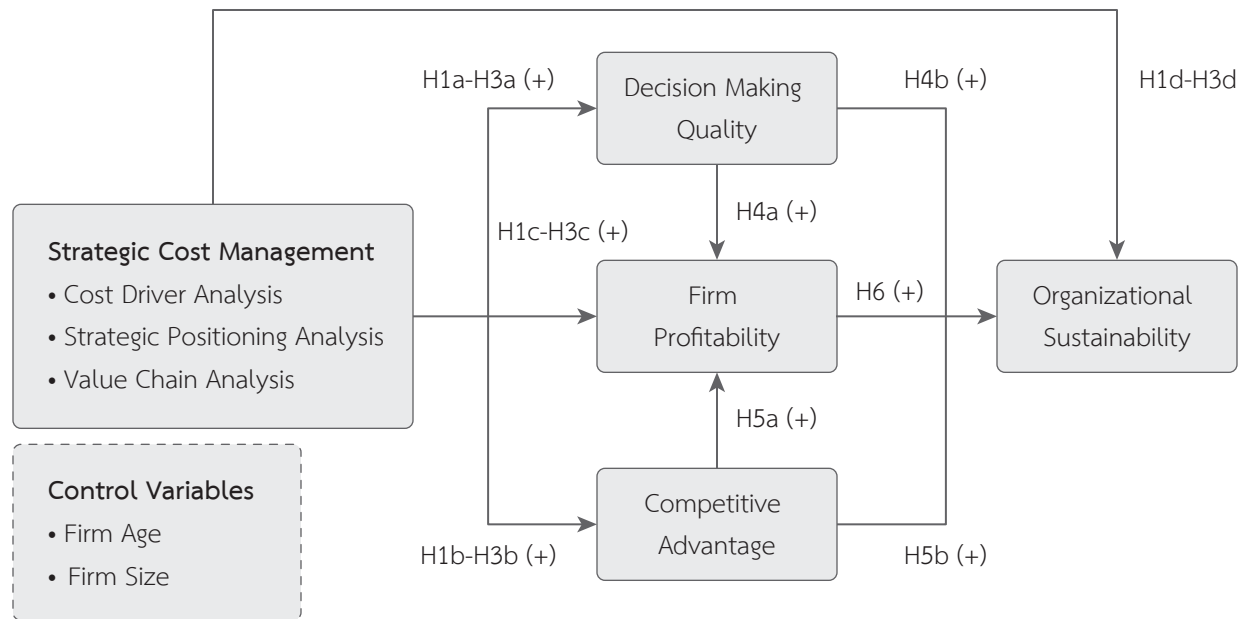 H1a-H3a (+)
Decision Making
Quality
H4b (+)
H1d-H3d
H4a (+)
H1c-H3c (+)
Strategic Cost Management
• Cost Driver Analysis
• Strategic Positioning Analysis
• Value Chain Analysis
Firm
Profitability
H6 (+)
Organizational
Sustainability
H5a (+)
Control Variables
• Firm Age
• Firm Size
H1b-H3b (+)
Competitive
Advantage
H5b (+)